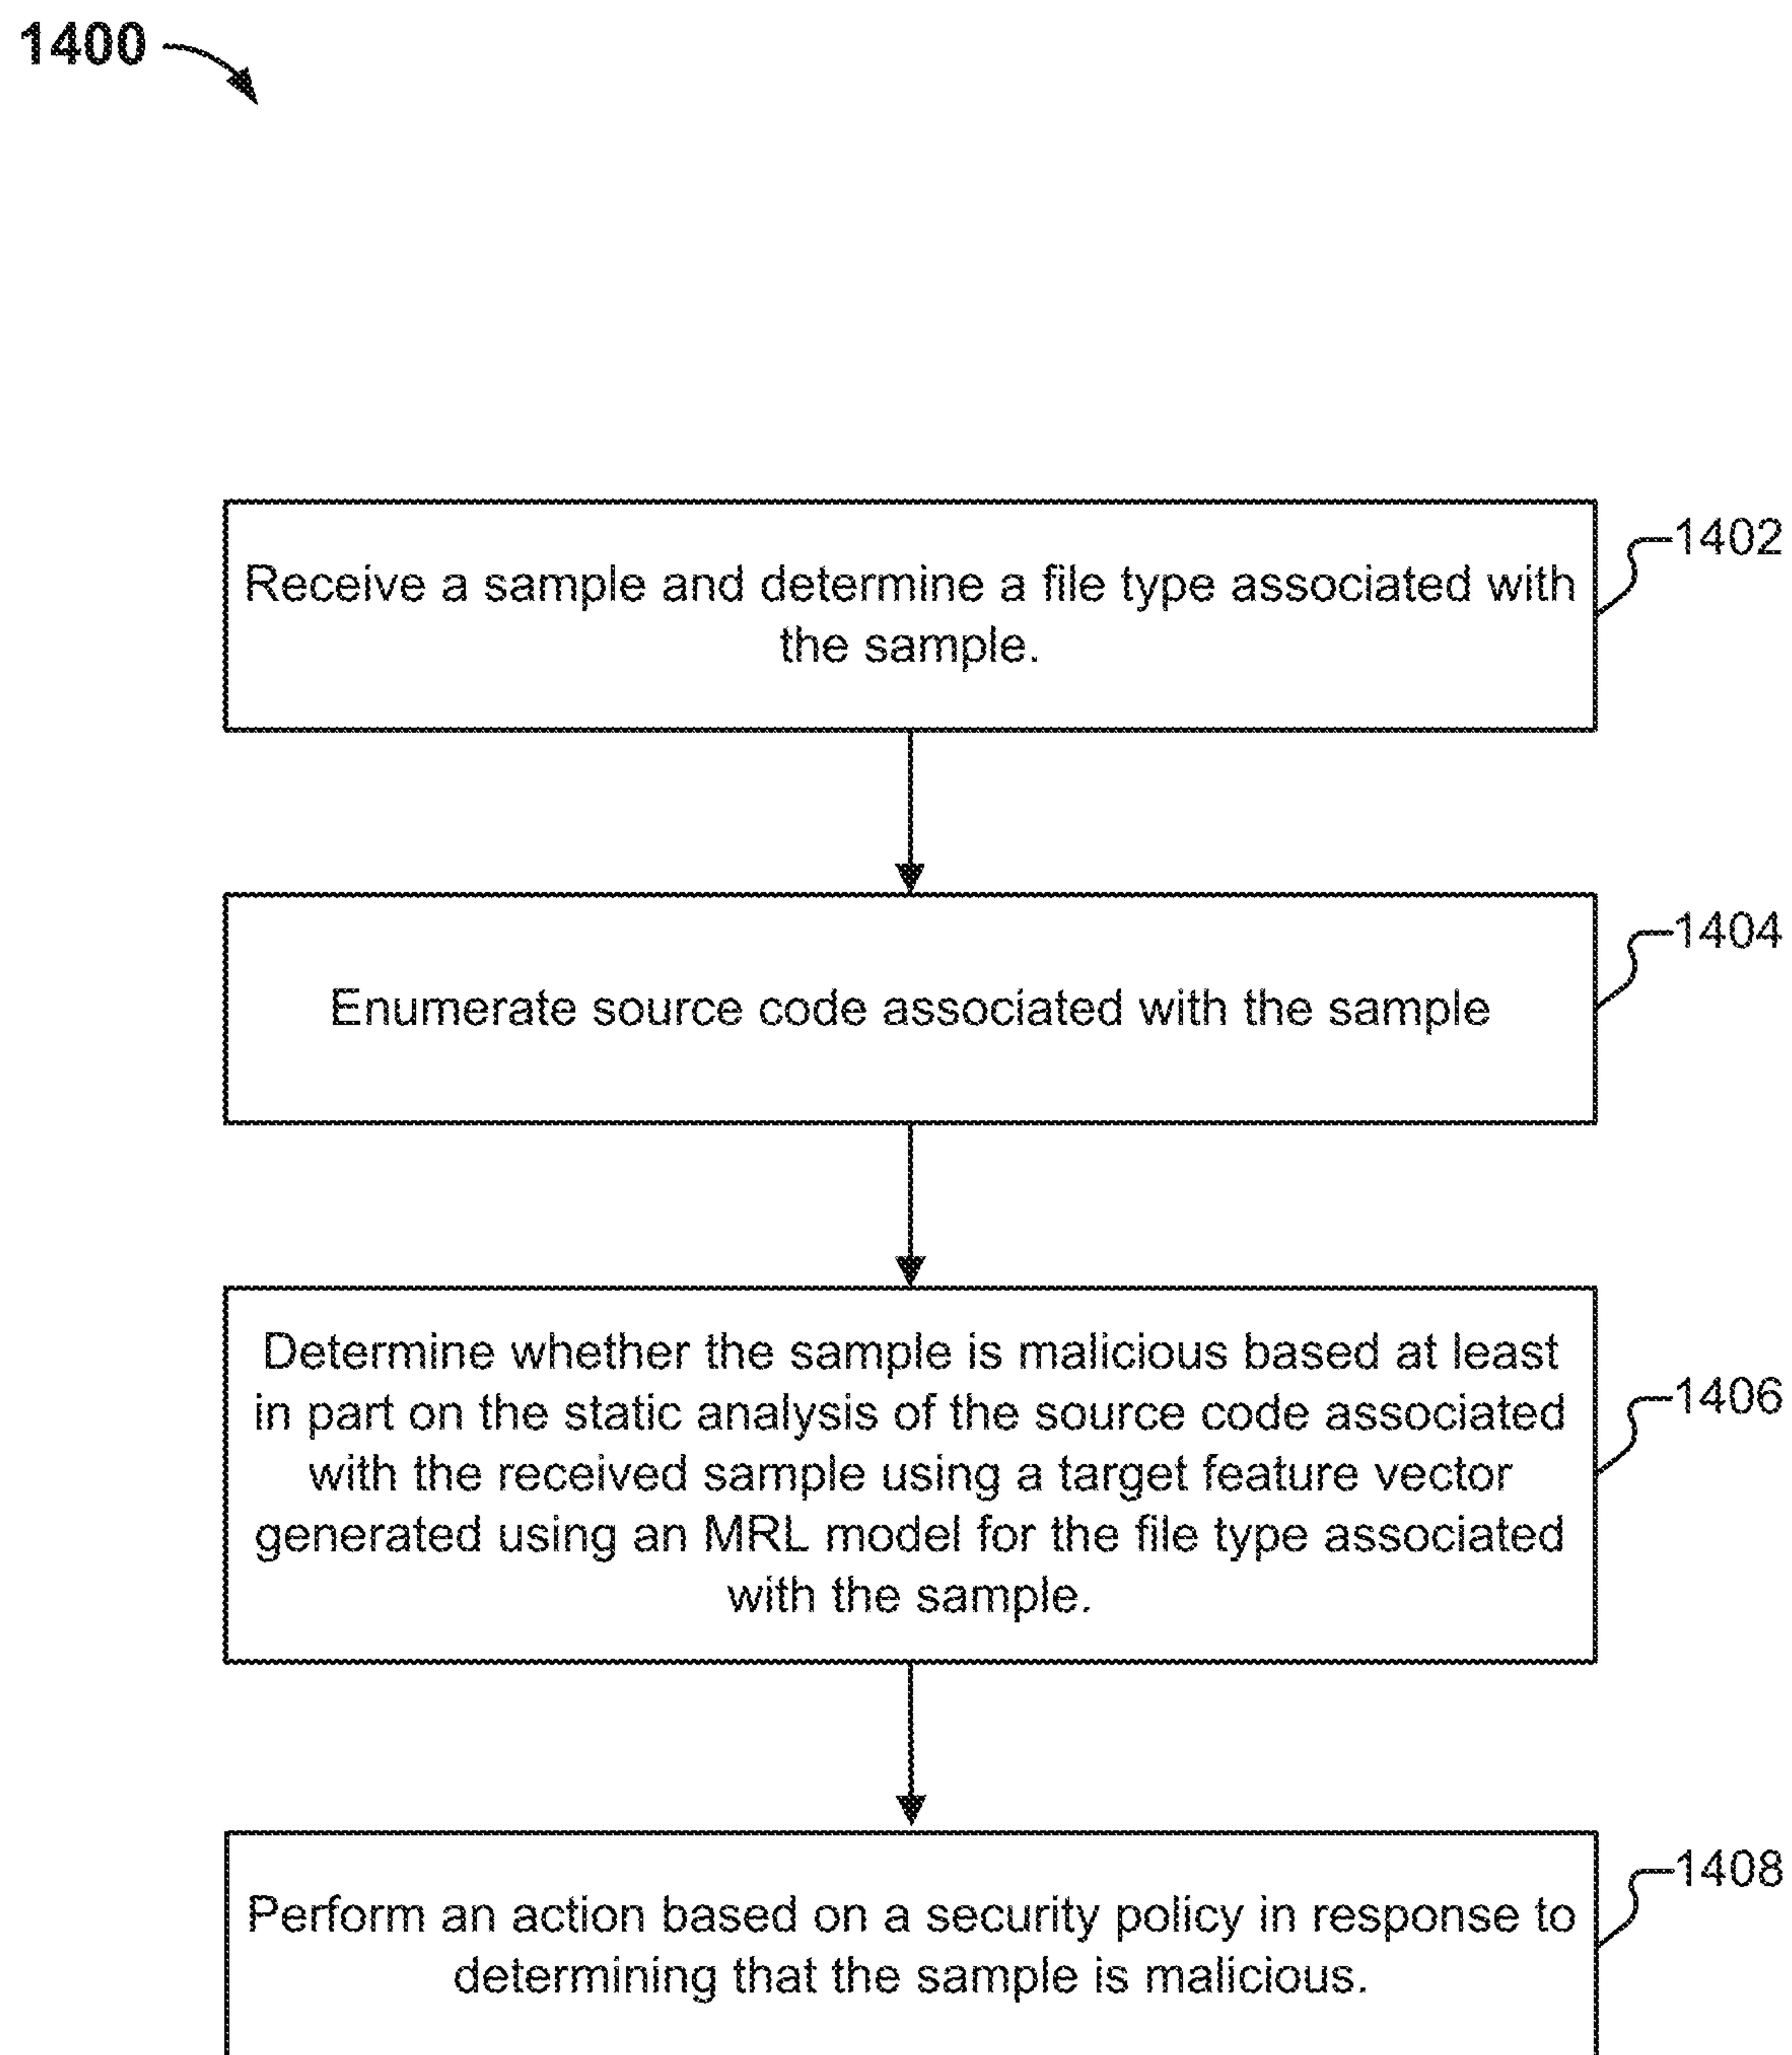 1400
Receive a sample and determine a file type associated with
the sample.
1402
Enumerate source code associated with the sample
1404
Determine whether the sample is malicious based at least
in part on the static analysis of the source code associated
with the received sample using a target feature vector
generated using an MRL model for the file type associated
with the sample.
1406
Perform an action based on a security policy in response to
determining that the sample is malicious.
1408